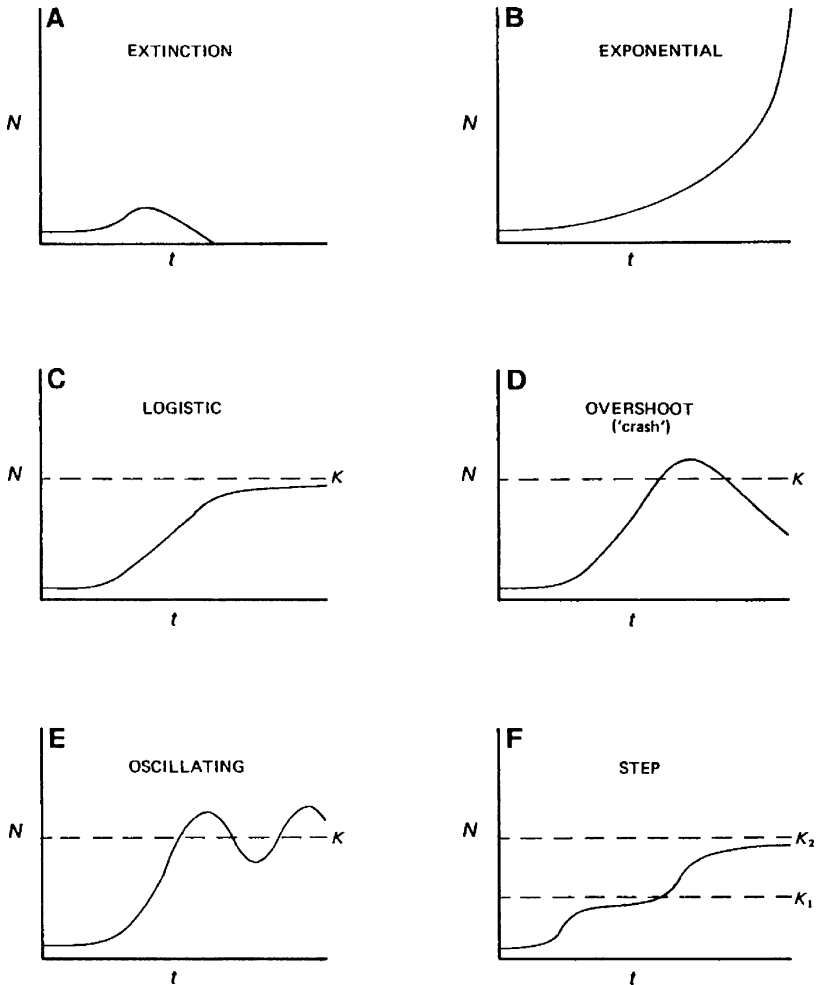 A
EXTINCTION
N
t
B
EXPONENTIAL
N
t
C
LOGISTIC
N
K
t
D
OVERSHOOT
('crash')
N
K
t
E
OSCILLATING
N
K
t
F
STEP
N
K₂
K₁
t